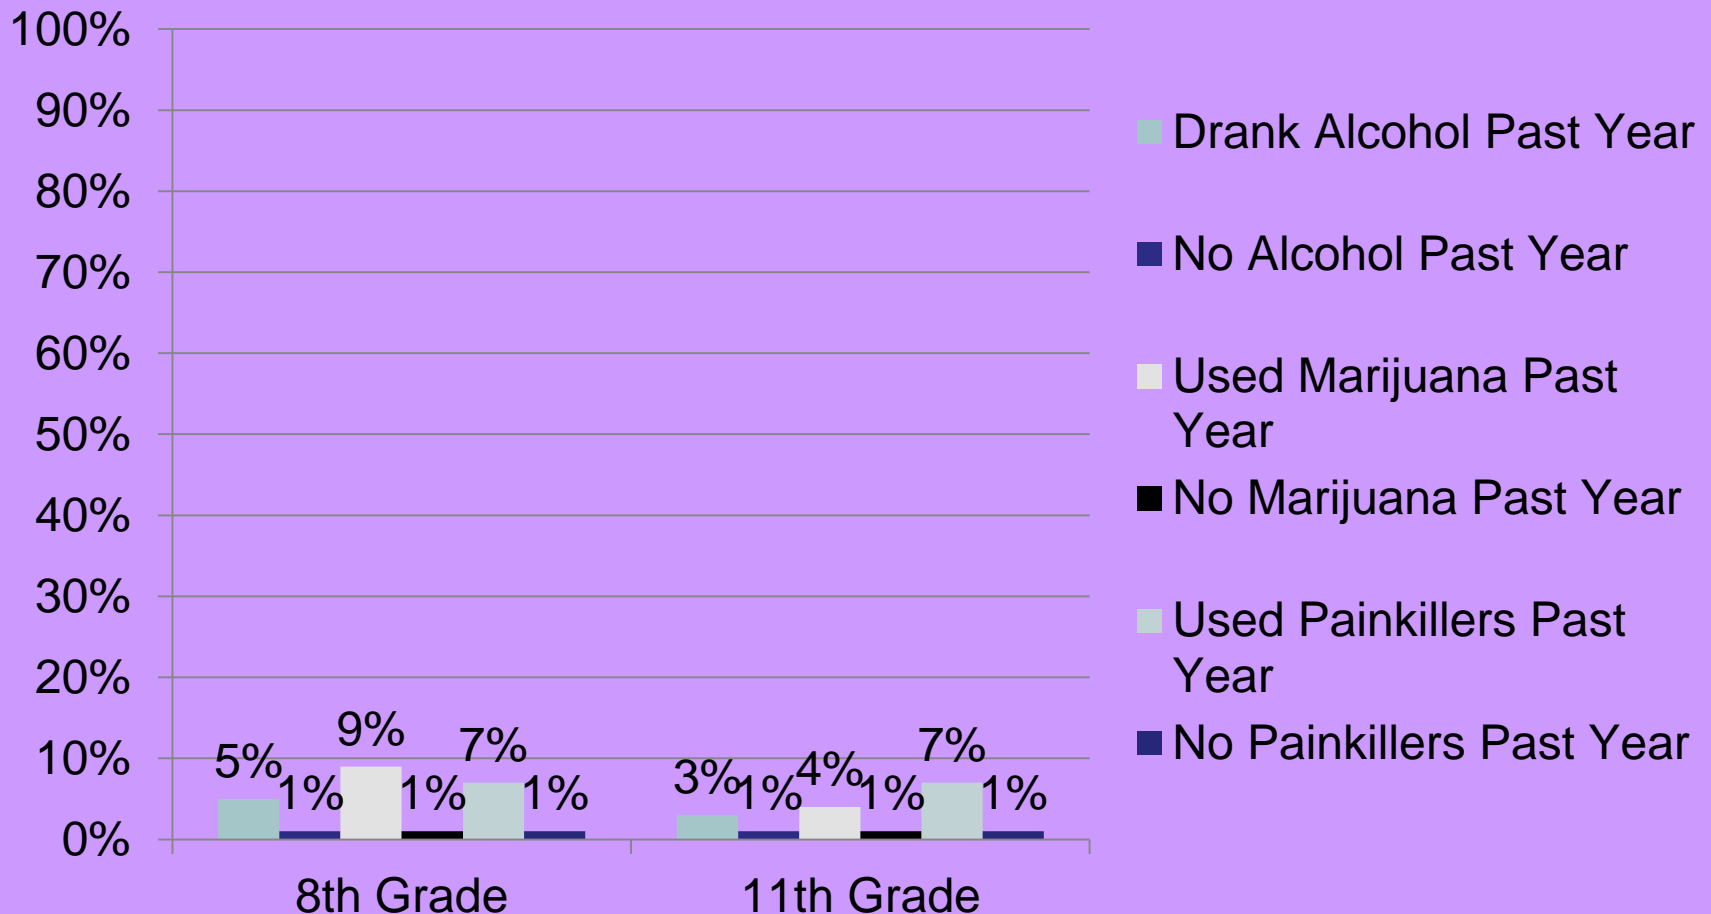 100%
90%
80%
70%
60%
50%
40%
30%
20%
10%
0%
5%
1%
9%
1%
7%
1%
3%
1%
4%
1%
7%
1%
8th Grade
11th Grade
Drank Alcohol Past Year
No Alcohol Past Year
Used Marijuana Past
Year
No Marijuana Past Year
Used Painkillers Past
Year
No Painkillers Past Year